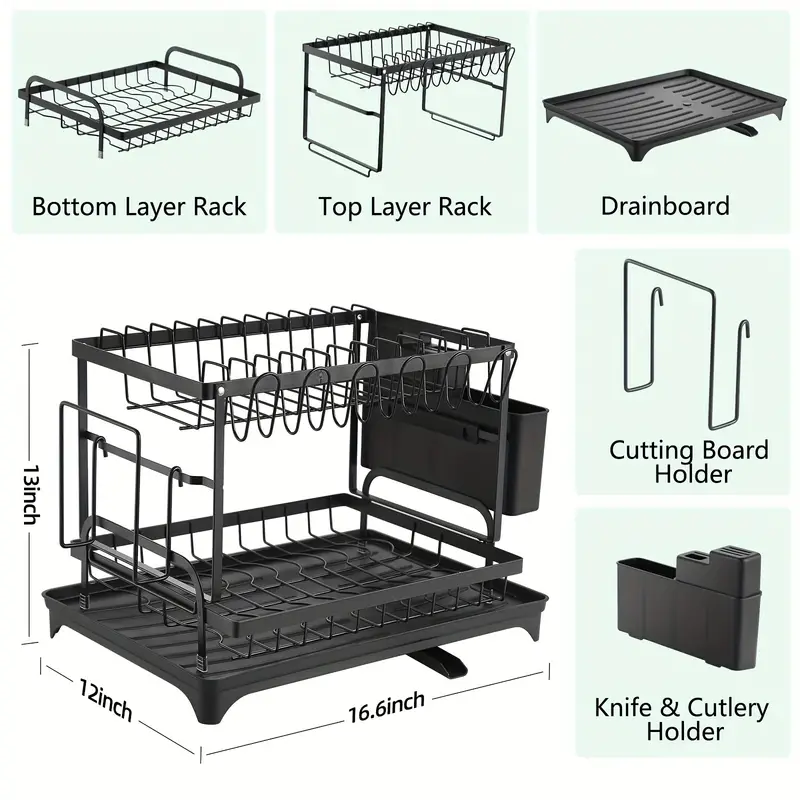 Bottom Layer Rack
Top Layer Rack
Drainboard
Cutting Board
Holder
13inch
12inch
16.6inch
Knife & Cutlery
Holder